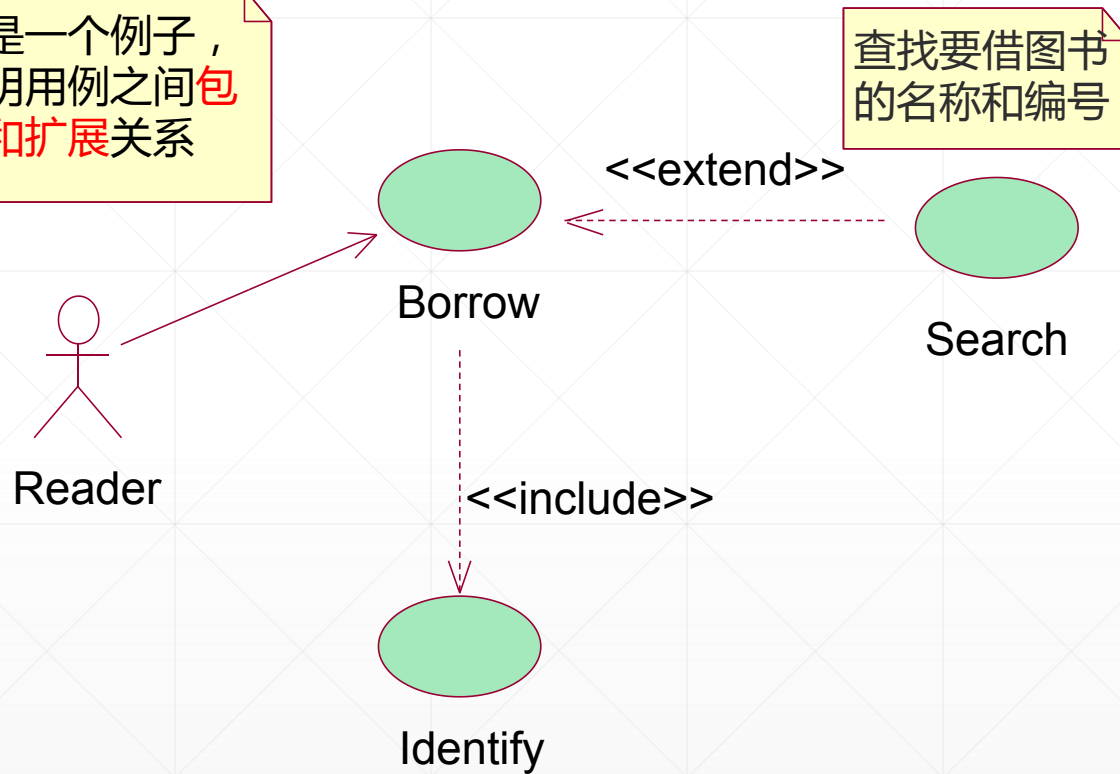 是一个例子，
明用例之间包
和扩展关系
查找要借图书
的名称和编号
<<extend>>
Borrow
Search
Reader
<<include>>
Identify